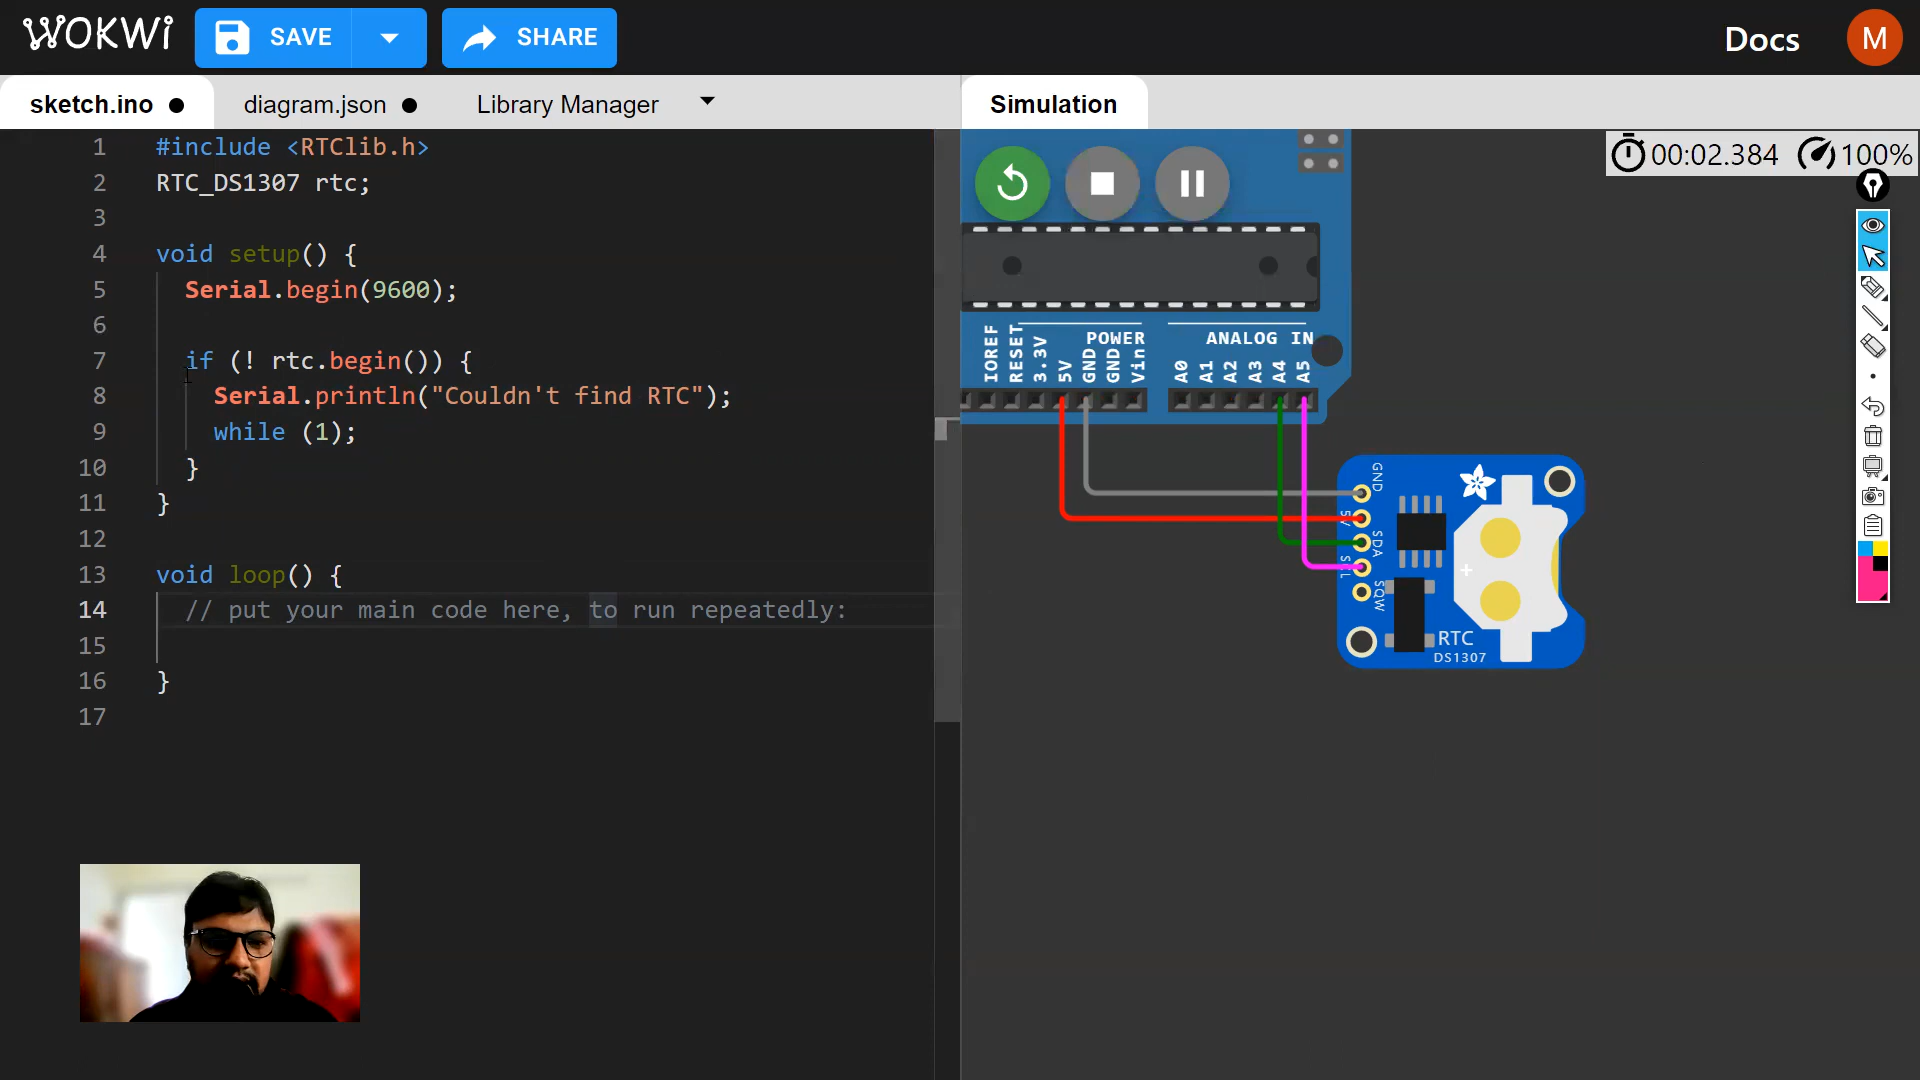 WOKWi
SAVE
SHARE
Docs
M
sketch.ino
diagram.json
Library Manager
Simulation
00:02.384
100%
1 #include <RTClib.h>
2 RTC_DS1307 rtc;
3
4 void setup() {
5 Serial.begin(9600);
6
7 if (! rtc.begin()) {
8 Serial.println("Couldn't find RTC");
9 while (1);
10 }
11 }
12
13 void loop() {
14 // put your main code here, to run repeatedly:
15
16 }
17
POWER
ANALOG IN
IOREF
RESET
3.3V
5V
GND
GND
Vin
A0
A1
A2
A3
A4
A5
GND
5V
SDA
SCL
SQW
RTC
DS1307